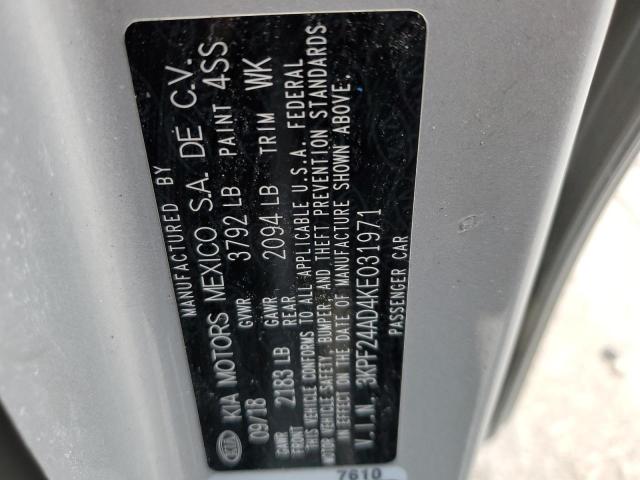 MANUFACTURED BY
KIA KIA MOTORS MEXICO S.A. DE C.V.
09/18 GVWR 3792 LB PAINT 4SS
GAWR FRONT 2183 LB GAWR REAR 2094 LB TRIM WK
THIS VEHICLE CONFORMS TO ALL APPLICABLE U.S.A. FEDERAL
MOTOR VEHICLE SAFETY, BUMPER, AND THEFT PREVENTION STANDARDS
IN EFFECT ON THE DATE OF MANUFACTURE SHOWN ABOVE.
V.I.N. 3KPF24AD4KE031971
PASSENGER CAR
7610